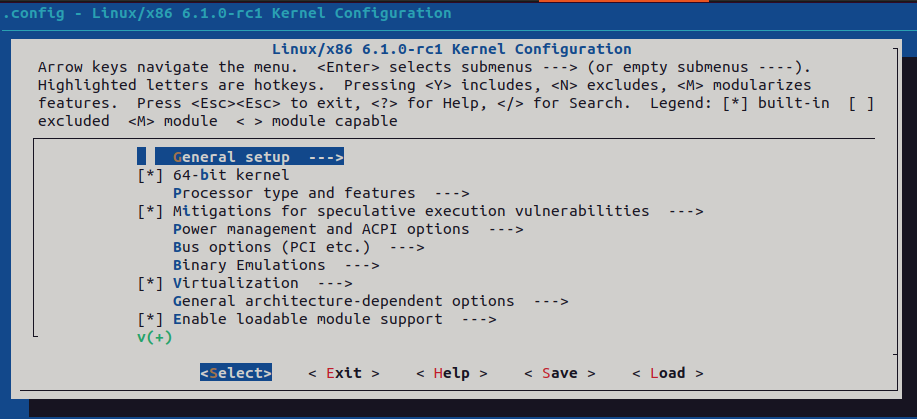 .config - Linux/x86 6.1.0-rc1 Kernel Configuration
Linux/x86 6.1.0-rc1 Kernel Configuration
Arrow keys navigate the menu.  <Enter> selects submenus ---> (or empty submenus ----).
Highlighted letters are hotkeys.  Pressing <Y> includes, <N> excludes, <M> modularizes
features.  Press <Esc><Esc> to exit, <?> for Help, </> for Search.  Legend: [*] built-in  [ ]
excluded  <M> module  < > module capable
General setup  --->
[*] 64-bit kernel
Processor type and features  --->
[*] Mitigations for speculative execution vulnerabilities  --->
Power management and ACPI options  --->
Bus options (PCI etc.)  --->
Binary Emulations  --->
[*] Virtualization  --->
General architecture-dependent options  --->
[*] Enable loadable module support  --->
v(+)
<Select>    < Exit >    < Help >    < Save >    < Load >